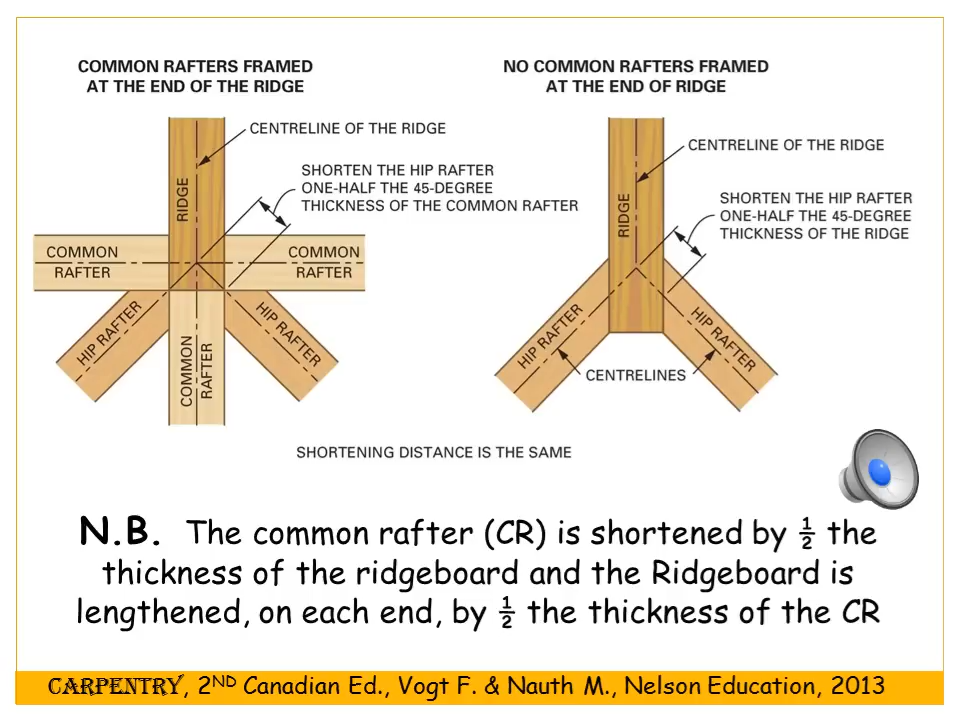 COMMON RAFTERS FRAMED
AT THE END OF THE RIDGE
CENTRELINE OF THE RIDGE
SHORTEN THE HIP RAFTER
ONE-HALF THE 45-DEGREE
THICKNESS OF THE COMMON RAFTER
RIDGE
COMMON
RAFTER
COMMON
RAFTER
HIP RAFTER
COMMON
RAFTER
HIP RAFTER
NO COMMON RAFTERS FRAMED
AT THE END OF RIDGE
CENTRELINE OF THE RIDGE
SHORTEN THE HIP RAFTER
ONE-HALF THE 45-DEGREE
THICKNESS OF THE RIDGE
RIDGE
HIP RAFTER
HIP RAFTER
CENTRELINES
SHORTENING DISTANCE IS THE SAME
N.B. The common rafter (CR) is shortened by ½ the
thickness of the ridgeboard and the Ridgeboard is
lengthened, on each end, by ½ the thickness of the CR
CARPENTRY, 2ND Canadian Ed., Vogt F. & Nauth M., Nelson Education, 2013